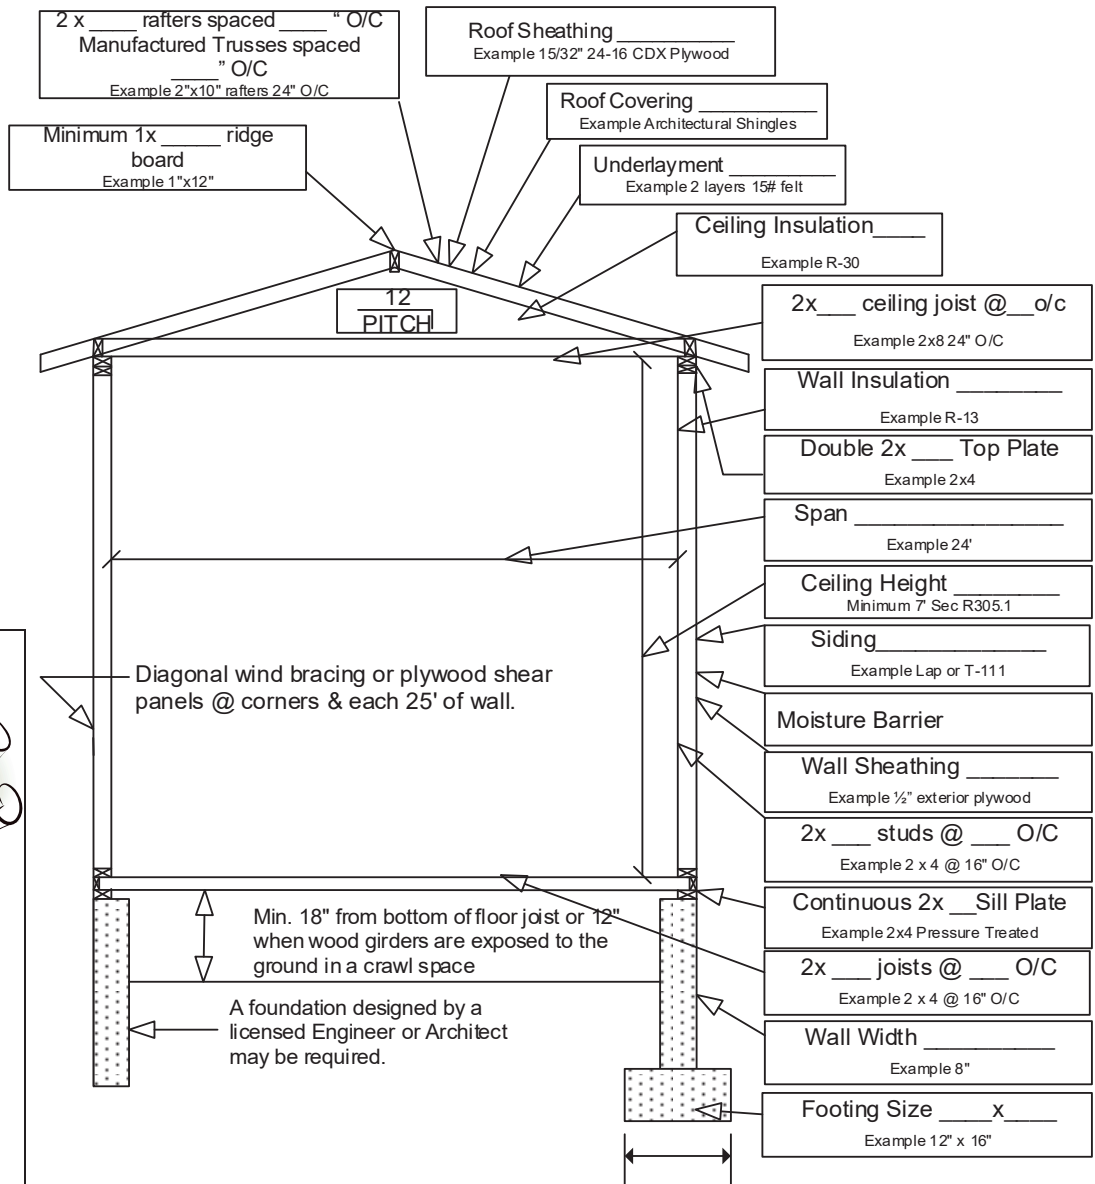 2 x ____ rafters spaced ____ " O/C
Manufactured Trusses spaced
____" O/C
Example 2"x10" rafters 24" O/C
Roof Sheathing __________
Example 15/32" 24-16 CDX Plywood
Roof Covering __________
Example Architectural Shingles
Minimum 1x _____ ridge
board
Example 1"x12"
Underlayment _________
Example 2 layers 15# felt
Ceiling Insulation____
Example R-30
12
PITCH
2x___ ceiling joist @__o/c
Example 2x8 24" O/C
Wall Insulation ________
Example R-13
Double 2x ___ Top Plate
Example 2x4
Span ________________
Example 24'
Ceiling Height ________
Minimum 7' Sec R305.1
Siding_____________
Example Lap or T-111
Diagonal wind bracing or plywood shear
panels @ corners & each 25' of wall.
Moisture Barrier
Wall Sheathing _______
Example ½" exterior plywood
2x ___ studs @ ___ O/C
Example 2 x 4 @ 16" O/C
Continuous 2x __Sill Plate
Example 2x4 Pressure Treated
Min. 18" from bottom of floor joist or 12"
when wood girders are exposed to the
ground in a crawl space
2x ___ joists @ ___ O/C
Example 2 x 4 @ 16" O/C
A foundation designed by a
licensed Engineer or Architect
may be required.
Wall Width __________
Example 8"
Footing Size ____x____
Example 12" x 16"